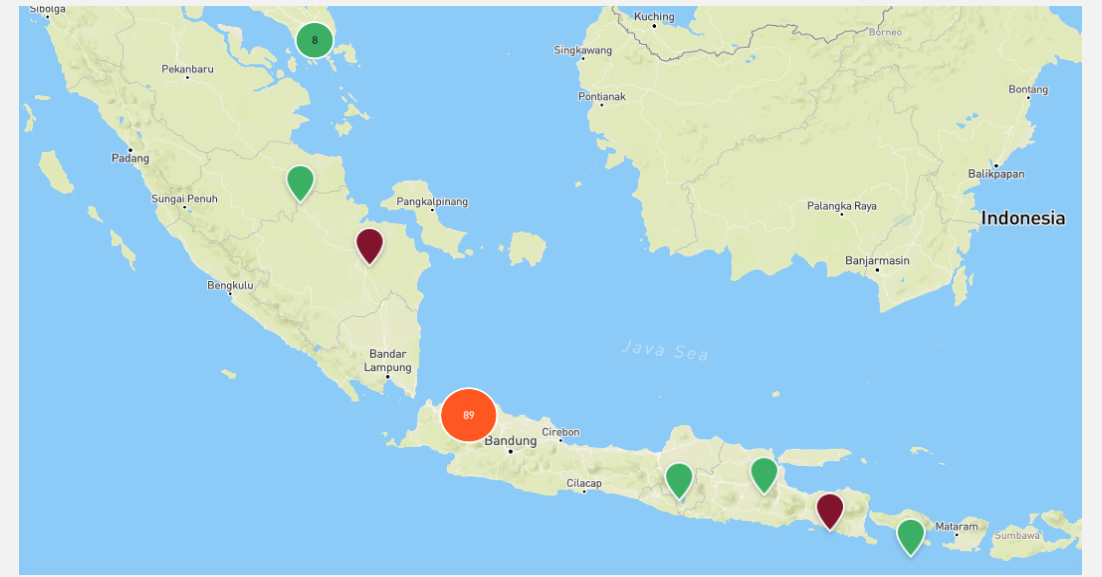 Sibolga
Kuching
Borneo
8
Singkawang
Pekanbaru
Bontang
Pontianak
Padang
Balikpapan
Sungai Penuh
Pangkalpinang
Palangka Raya
Indonesia
Banjarmasin
Bengkulu
Java Sea
Bandar
Lampung
89
Cirebon
Bandung
Cilacap
Mataram
Sumbawa